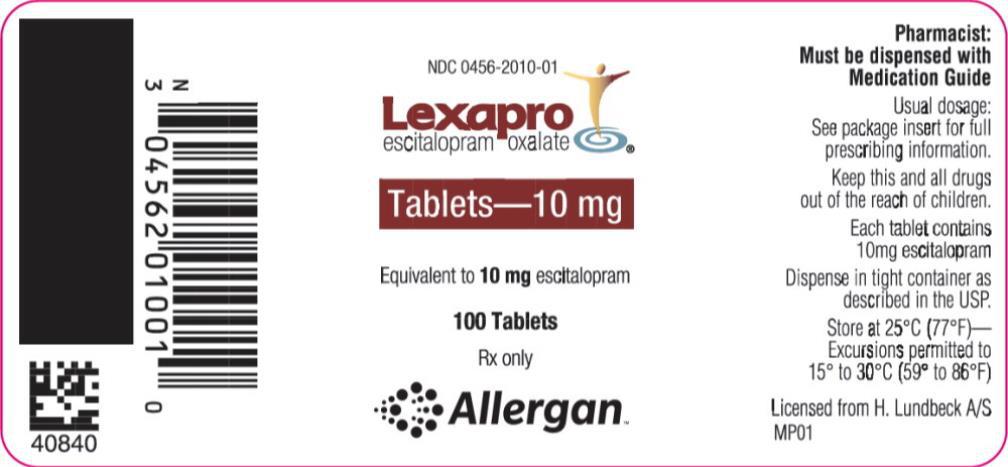 N
3 0456201001 0
40840
NDC 0456-2010-01
Lexapro
escitalopram oxalate ®
Tablets—10 mg
Equivalent to 10 mg escitalopram
100 Tablets
Rx only
Allergan™
Pharmacist:
Must be dispensed with
Medication Guide
Usual dosage:
See package insert for full
prescribing information.
Keep this and all drugs
out of the reach of children.
Each tablet contains
10mg escitalopram
Dispense in tight container as
described in the USP.
Store at 25°C (77°F)—
Excursions permitted to
15° to 30°C (59° to 86°F)
Licensed from H. Lundbeck A/S
MP01